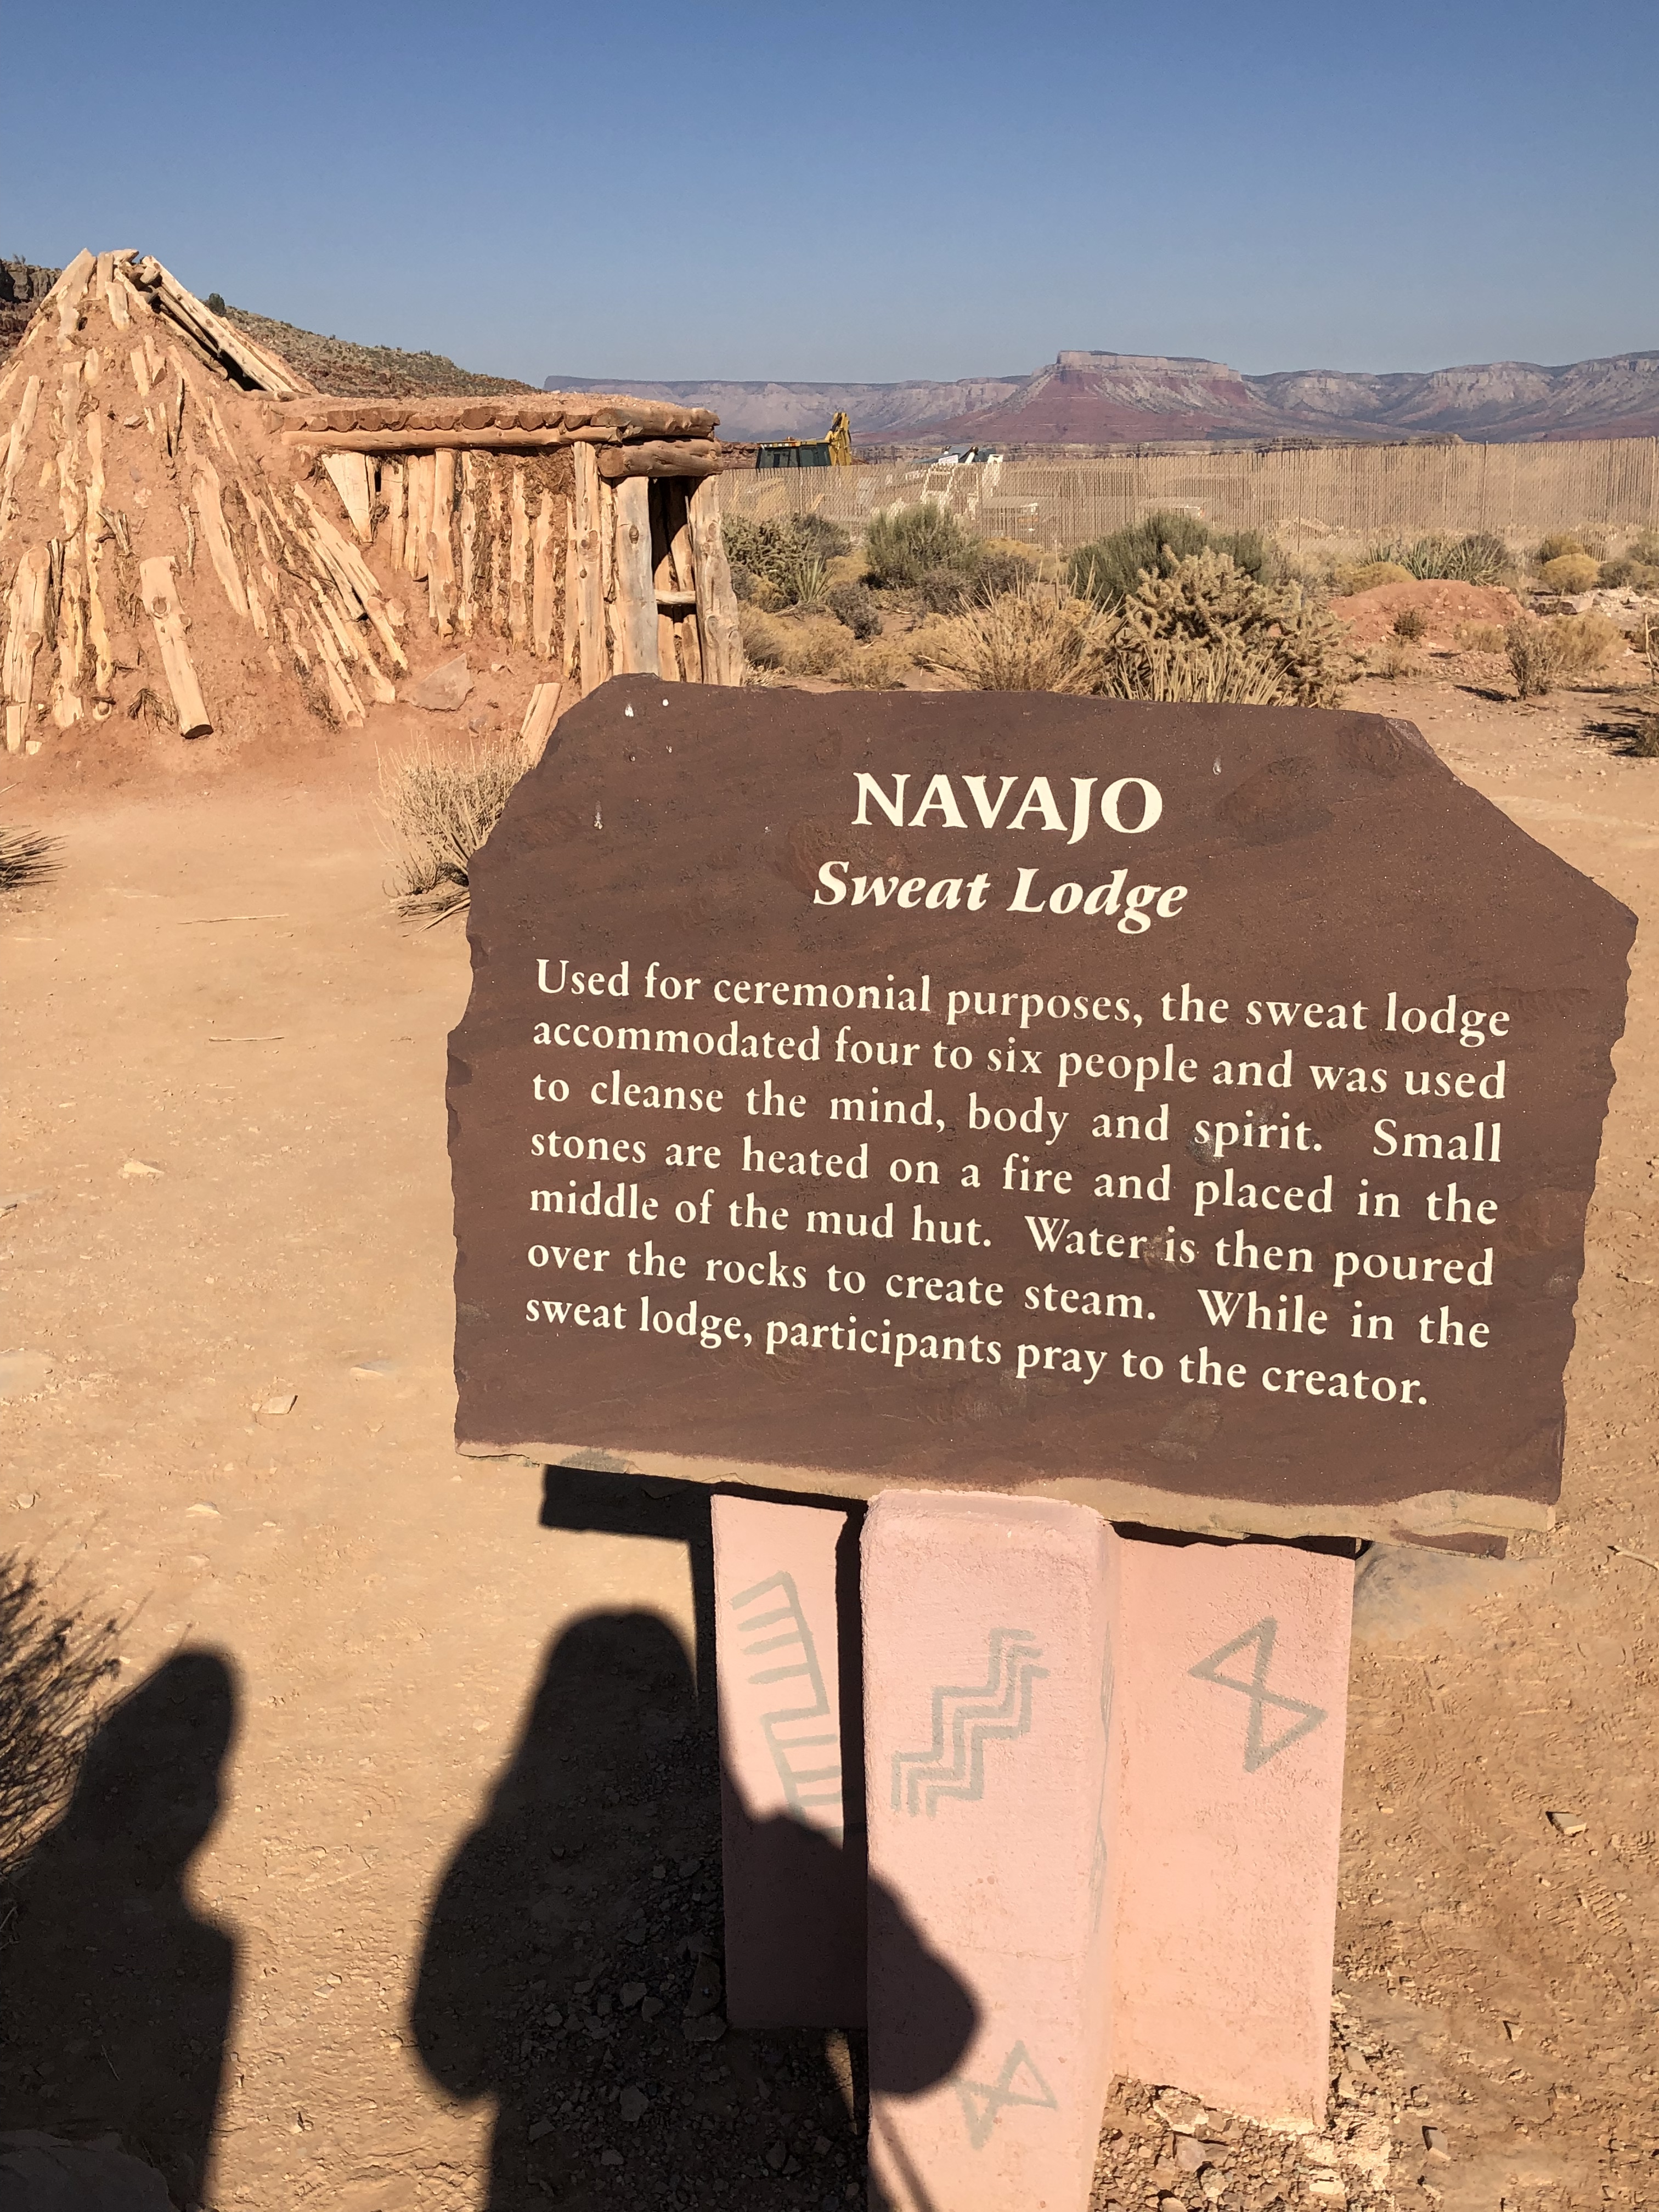 NAVAJO
Sweat Lodge
Used for ceremonial purposes, the sweat lodge
accommodated four to six people and was used
to cleanse the mind, body and spirit. Small
stones are heated on a fire and placed in the
middle of the mud hut. Water is then poured
over the rocks to create steam. While in the
sweat lodge, participants pray to the creator.